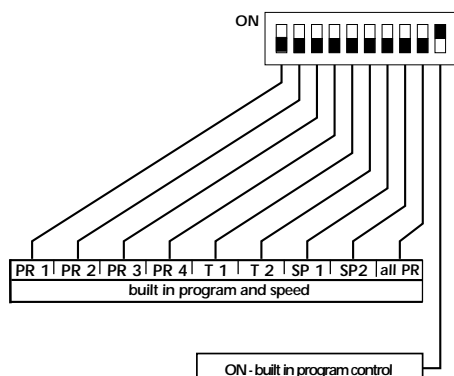 ON
PR 1 PR 2 PR 3 PR 4 T 1 T 2 SP 1 SP2 all PR
built in program and speed
ON - built in program control